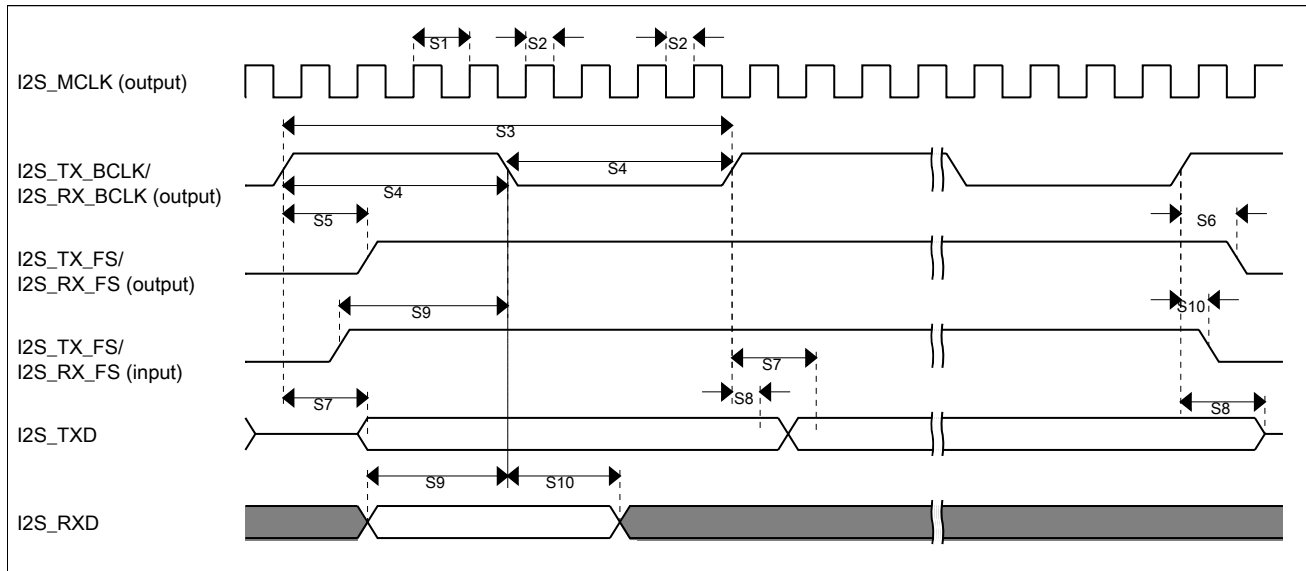 S1
S2
S2
I2S_MCLK (output)
S3
I2S_TX_BCLK/
I2S_RX_BCLK (output)
S4
S4
S5
S6
I2S_TX_FS/
I2S_RX_FS (output)
S9
S10
I2S_TX_FS/
I2S_RX_FS (input)
S7
S7
S8
S8
I2S_TXD
S9
S10
I2S_RXD